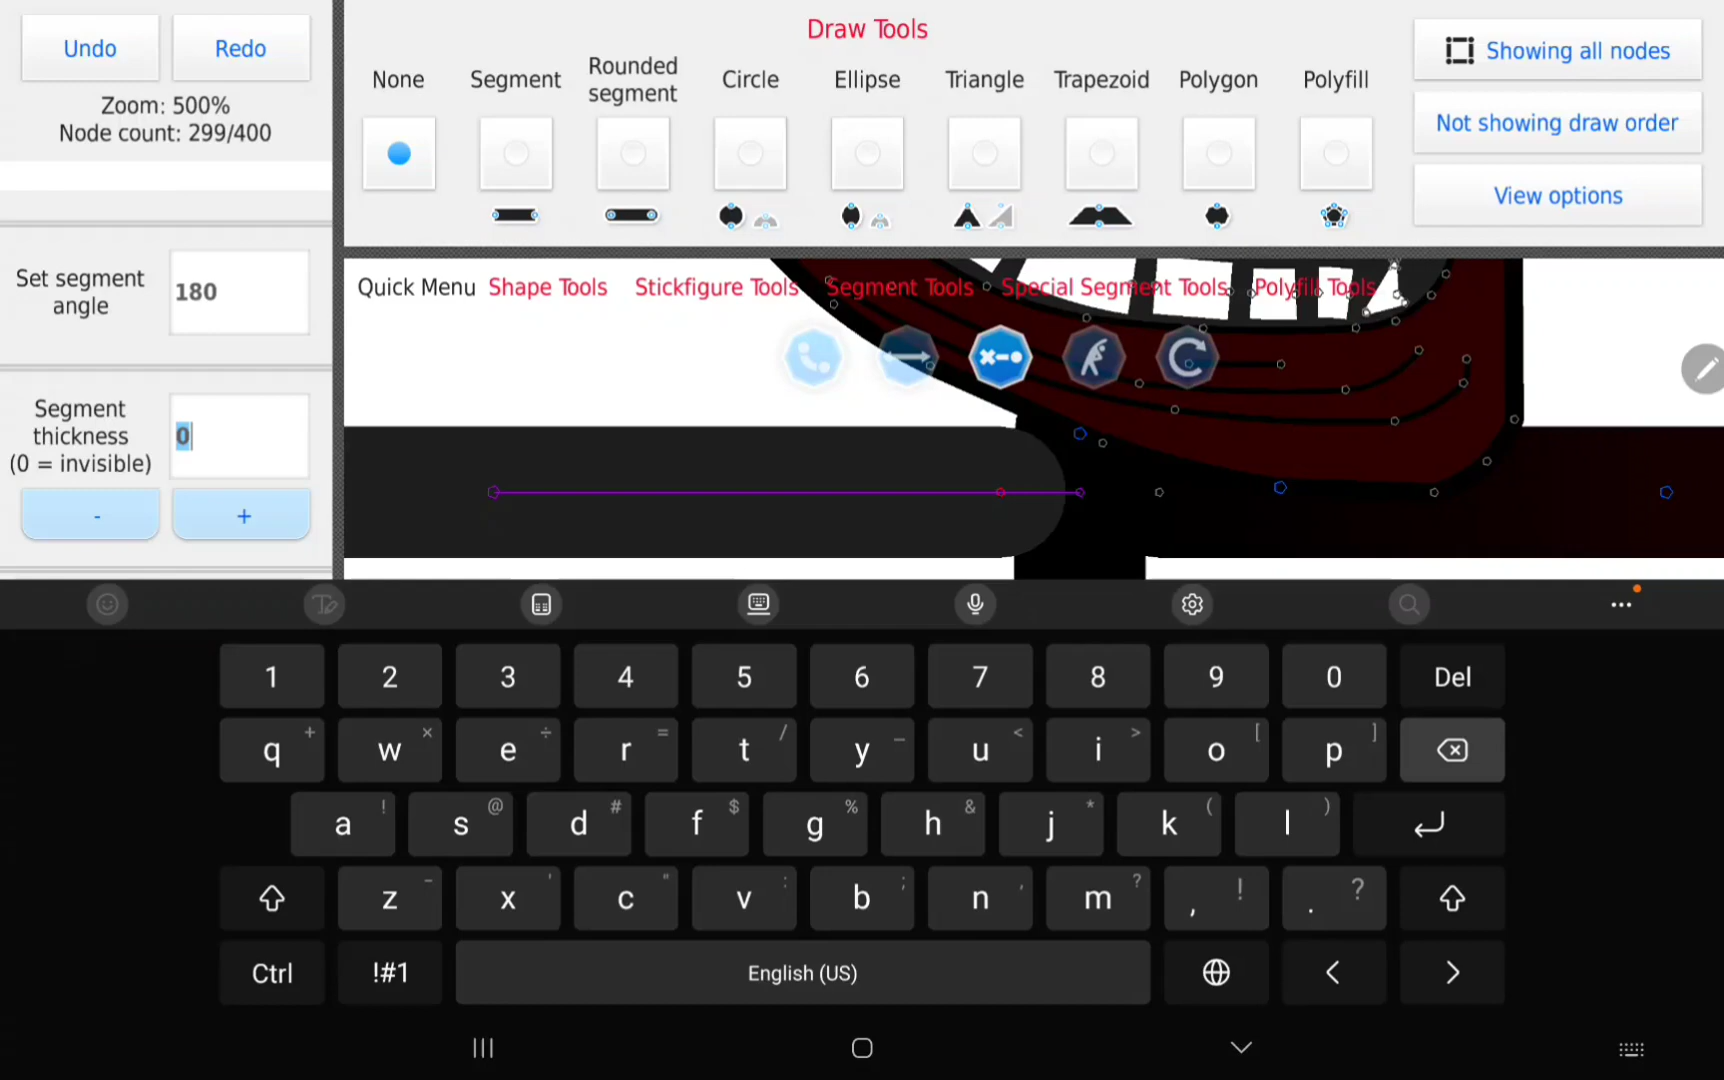 Undo
Redo
Zoom: 500%
Node count: 299/400
Set segment
angle
180
Segment
thickness
(0 = invisible)
0
-
+
Draw Tools
None
Segment
Rounded
segment
Circle
Ellipse
Triangle
Trapezoid
Polygon
Polyfill
Showing all nodes
Not showing draw order
View options
Quick Menu
Shape Tools
Stickfigure Tools
Segment Tools
Special Segment Tools
Polyfill Tools
1 2 3 4 5 6 7 8 9 0 Del
+ × ÷ = / _ < > [ ]
q w e r t y u i o p
! @ # $ % & * ( )
a s d f g h j k l
- ' " : ; , ? ! ?
z x c v b n m , .
Ctrl !#1 English (US) < >